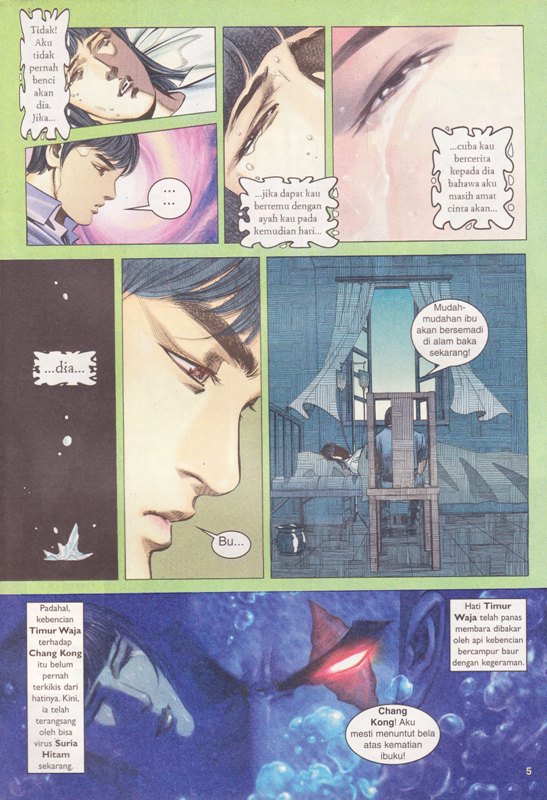 Tidak!
Aku
tidak
pernah
benci
akan
dia.
Jika...
...jika dapat kau
bertemu dengan
ayah kau pada
kemudian hari...
...cuba kau
bercerita
kepada dia
bahawa aku
masih amat
cinta akan...
...
...
...dia...
Bu...
Mudah-
mudahan ibu
akan bersemadi
di alam baka
sekarang!
Padahal,
kebencian
Timur Waja
terhadap
Chang Kong
itu belum
pernah
terkikis dari
hatinya. Kini,
ia telah
terangsang
oleh bisa
virus Suria
Hitam
sekarang.
Hati Timur
Waja telah panas
membara dibakar
oleh api kebencian
bercampur baur
dengan kegeraman.
Chang
Kong! Aku
mesti menuntut bela
atas kematian
ibuku!
5